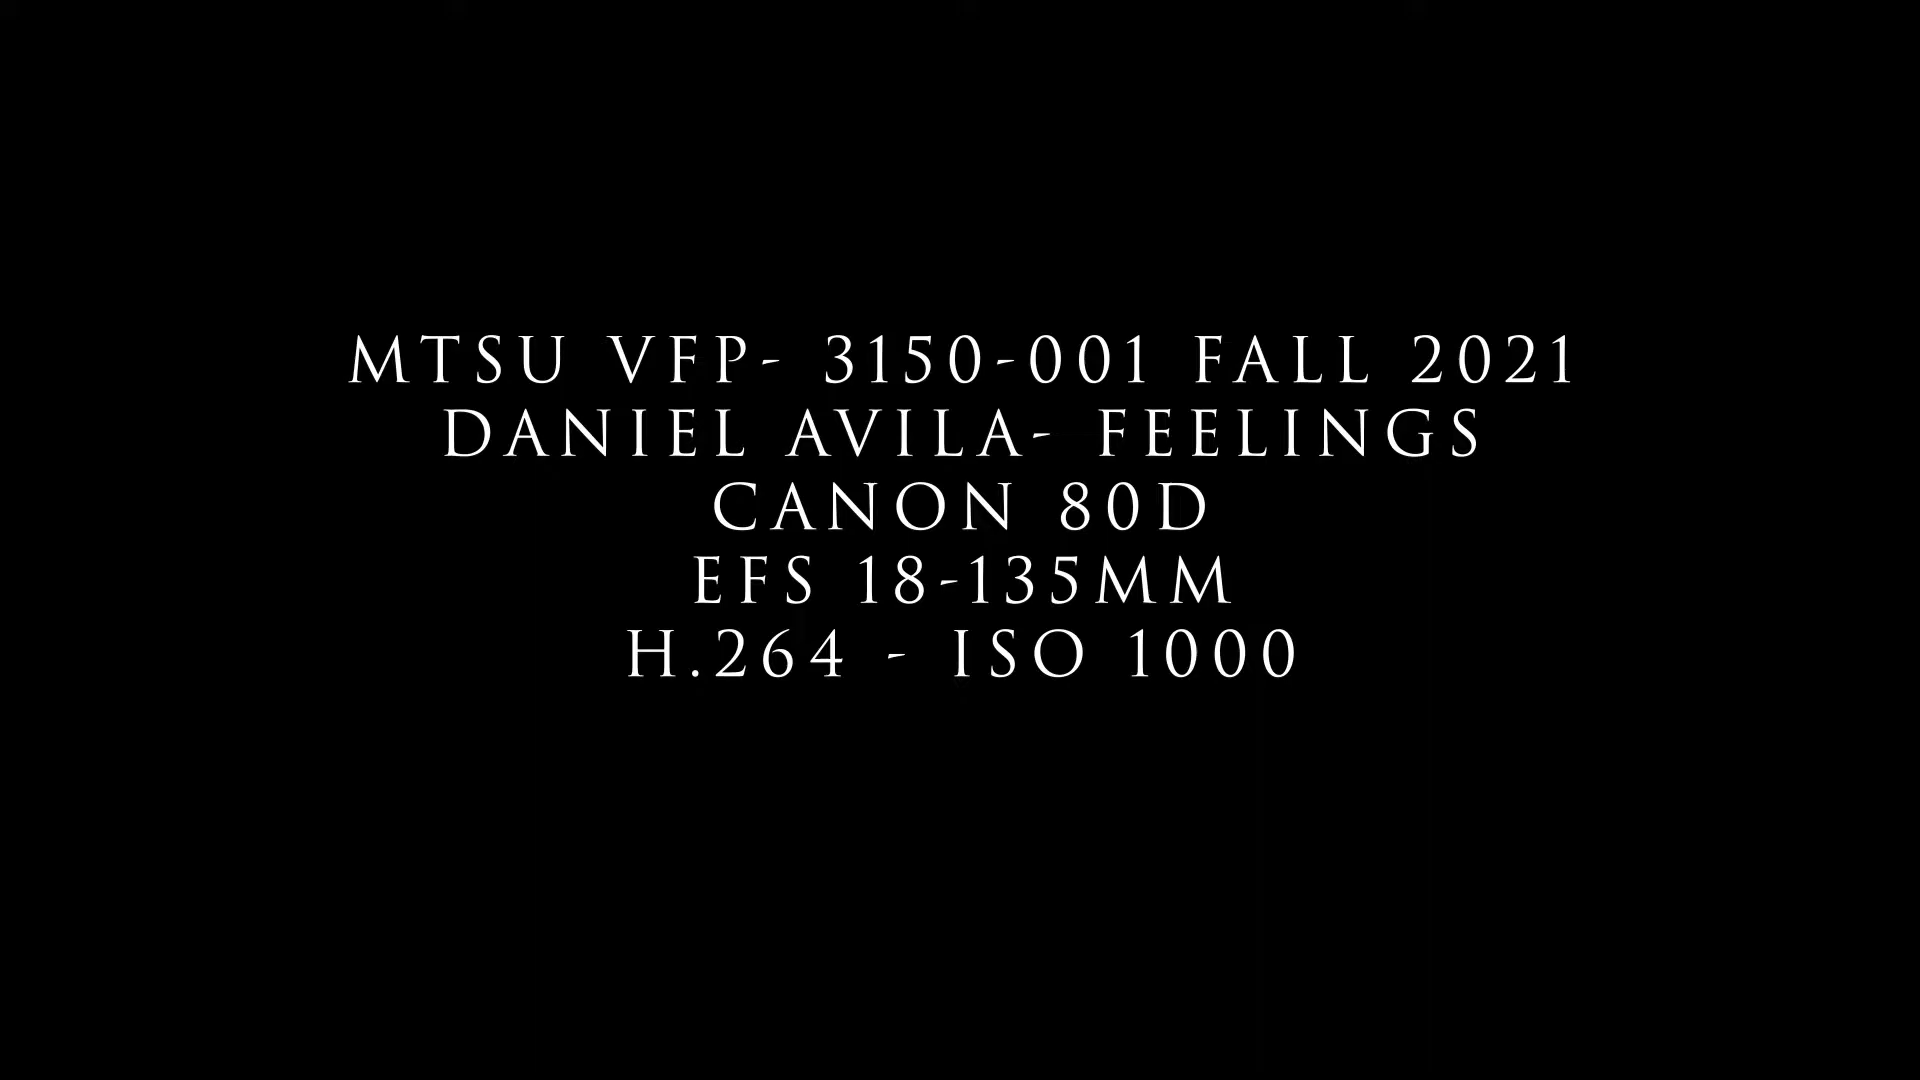 MTSU VFP- 3150-001 FALL 2021
DANIEL AVILA- FEELINGS
CANON 80D
EFS 18-135MM
H.264 - ISO 1000